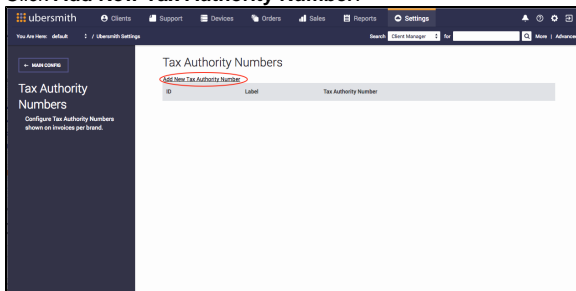 Click Add New Tax Authority Number.
ubersmith Clients Support Devices Orders Sales Reports Settings
You Are Here: default / Ubersmith Settings Search Client Manager for More | Advanced
← MAIN CONFIG
Tax Authority Numbers
Configure Tax Authority Numbers
shown on invoices per brand.
Tax Authority Numbers
Add New Tax Authority Number
ID Label Tax Authority Number